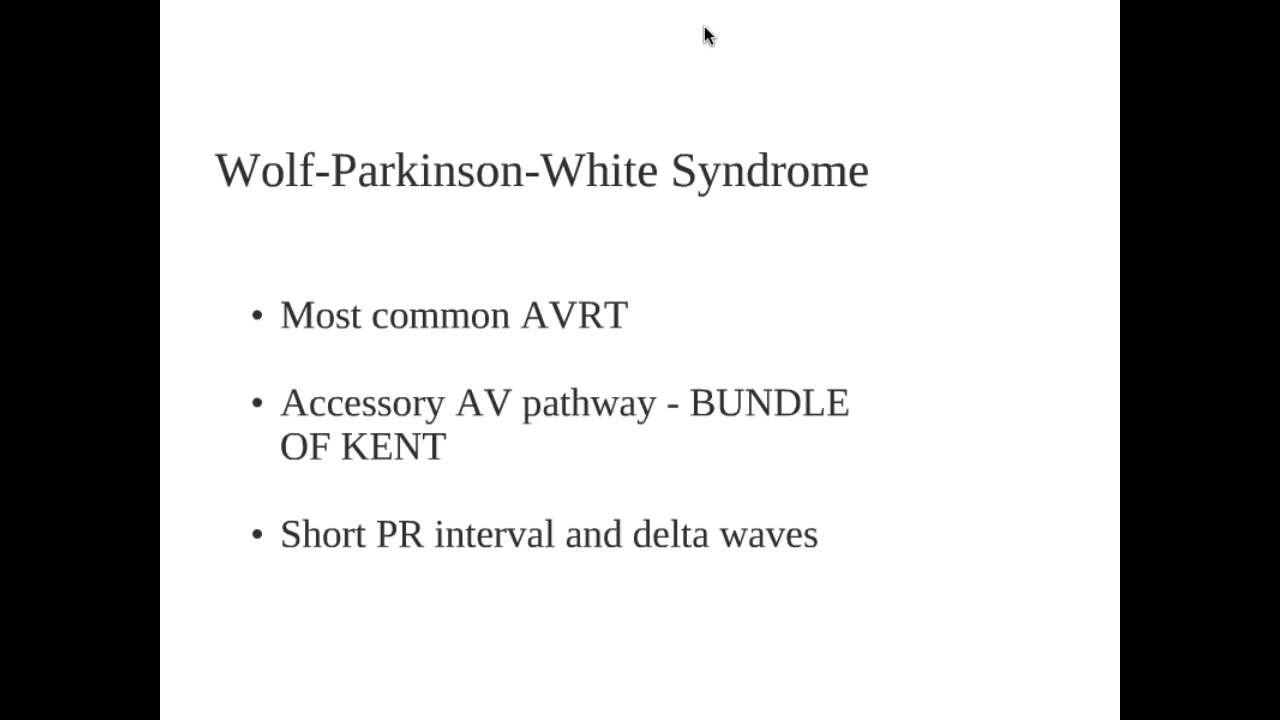 Wolf-Parkinson-White Syndrome
• Most common AVRT
• Accessory AV pathway - BUNDLE
OF KENT
• Short PR interval and delta waves